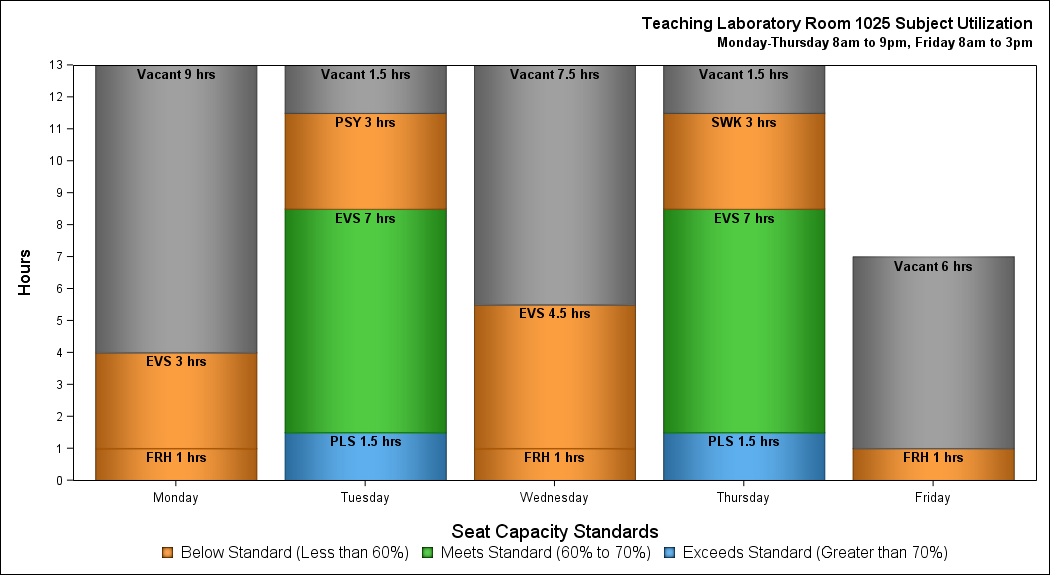 Teaching Laboratory Room 1025 Subject Utilization
Monday-Thursday 8am to 9pm, Friday 8am to 3pm
Hours
13
12
11
10
9
8
7
6
5
4
3
2
1
0
Vacant 9 hrs
EVS 3 hrs
FRH 1 hrs
Vacant 1.5 hrs
PSY 3 hrs
EVS 7 hrs
PLS 1.5 hrs
Vacant 7.5 hrs
EVS 4.5 hrs
FRH 1 hrs
Vacant 1.5 hrs
SWK 3 hrs
EVS 7 hrs
PLS 1.5 hrs
Vacant 6 hrs
FRH 1 hrs
Monday Tuesday Wednesday Thursday Friday
Seat Capacity Standards
Below Standard (Less than 60%) Meets Standard (60% to 70%) Exceeds Standard (Greater than 70%)